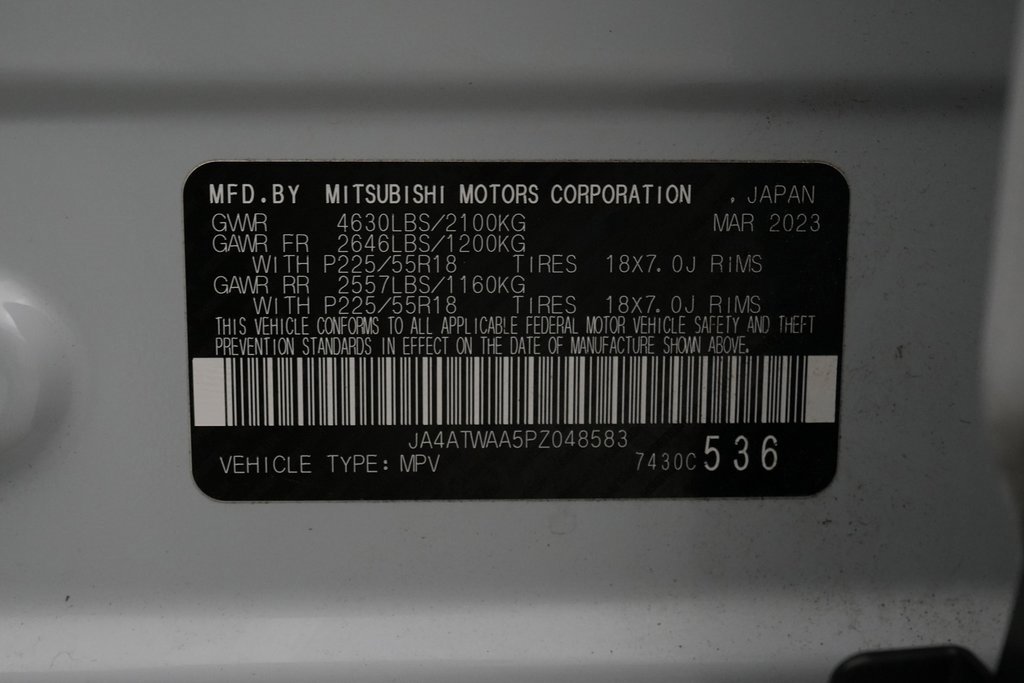 MFD.BY MITSUBISHI MOTORS CORPORATION , JAPAN
GVWR 4630LBS/2100KG MAR 2023
GAWR FR 2646LBS/1200KG
WITH P225/55R18 TIRES 18X7.0J RIMS
GAWR RR 2557LBS/1160KG
WITH P225/55R18 TIRES 18X7.0J RIMS
THIS VEHICLE CONFORMS TO ALL APPLICABLE FEDERAL MOTOR VEHICLE SAFETY AND THEFT
PREVENTION STANDARDS IN EFFECT ON THE DATE OF MANUFACTURE SHOWN ABOVE.
JA4ATWAA5PZ048583
VEHICLE TYPE: MPV 7430C 536